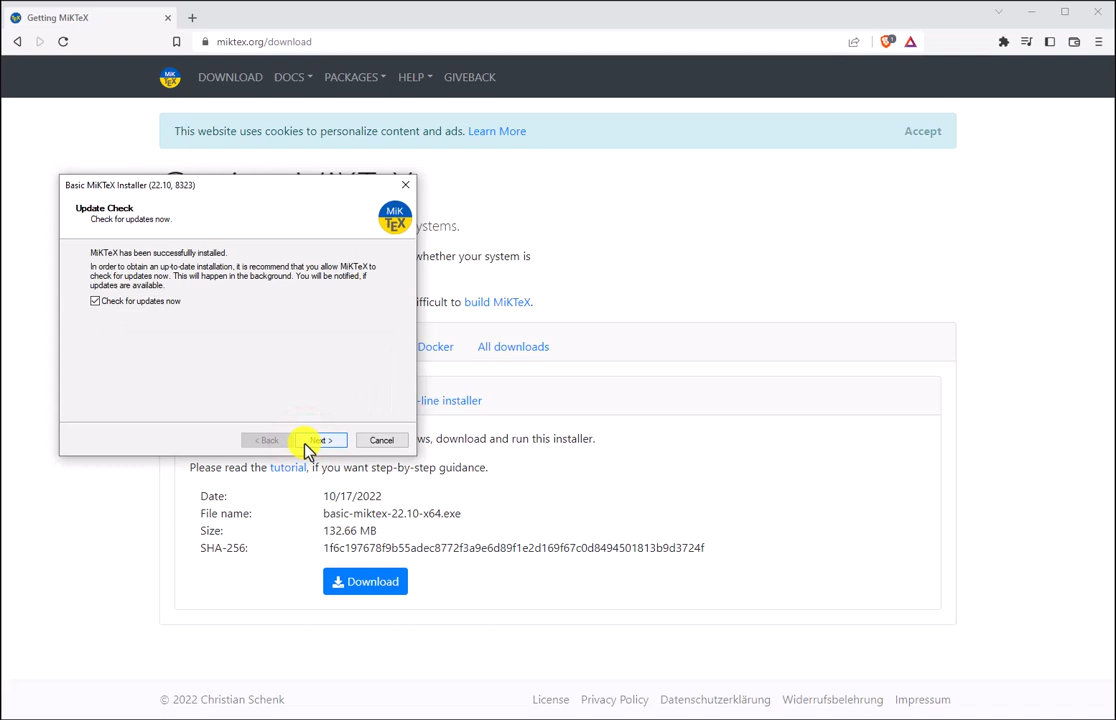 Getting MiKTeX
miktex.org/download
1
MiK
TEX
DOWNLOAD DOCS PACKAGES HELP GIVEBACK
This website uses cookies to personalize content and ads. Learn More
Accept
Basic MiKTeX Installer (22.10, 8323)
Update Check
Check for updates now.
MiK
TEX
MiKTeX has been successfully installed.
In order to obtain an up-to-date installation, it is recommend that you allow MiKTeX to
check for updates now. This will happen in the background. You will be notified, if
updates are available.
Check for updates now
< Back
Next >
Cancel
ystems.
whether your system is
ifficult to build MiKTeX.
Docker All downloads
-line installer
ws, download and run this installer.
Please read the tutorial, if you want step-by-step guidance.
Date: 10/17/2022
File name: basic-miktex-22.10-x64.exe
Size: 132.66 MB
SHA-256: 1f6c197678f9b55adec8772f3a9e6d89f1e2d169f67c0d8494501813b9d3724f
Download
© 2022 Christian Schenk
License Privacy Policy Datenschutzerklärung Widerrufsbelehrung Impressum